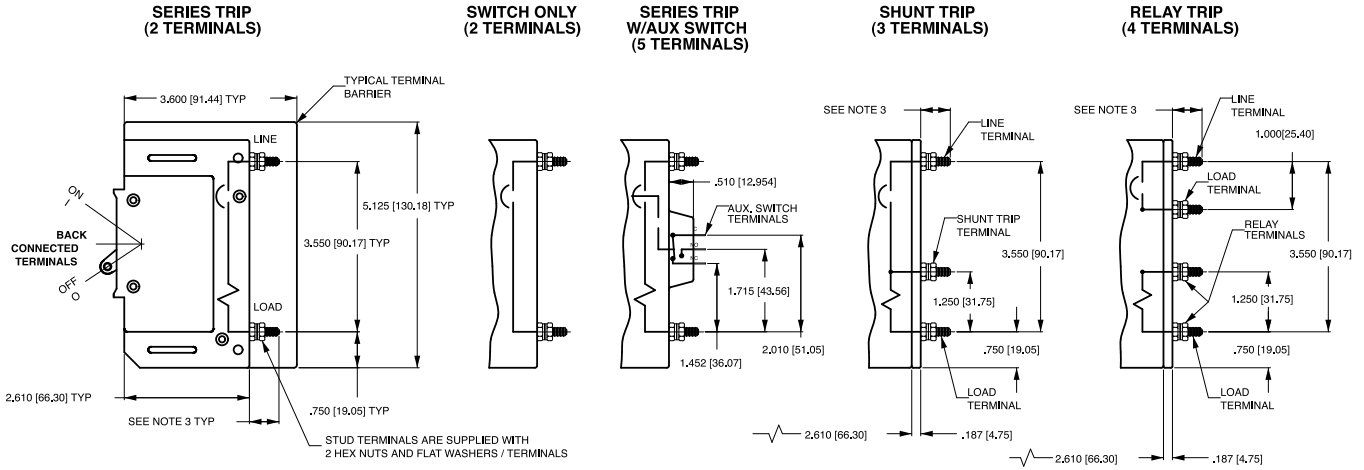 SERIES TRIP
(2 TERMINALS)
SWITCH ONLY
(2 TERMINALS)
SERIES TRIP
W/AUX SWITCH
(5 TERMINALS)
SHUNT TRIP
(3 TERMINALS)
RELAY TRIP
(4 TERMINALS)
3.600 [91.44] TYP
TYPICAL TERMINAL
BARRIER
LINE
5.125 [130.18] TYP
3.550 [90.17] TYP
ON
I
BACK
CONNECTED
TERMINALS
OFF
O
LOAD
2.610 [66.30] TYP
.750 [19.05] TYP
SEE NOTE 3 TYP
STUD TERMINALS ARE SUPPLIED WITH
2 HEX NUTS AND FLAT WASHERS / TERMINALS
.510 [12.954]
AUX. SWITCH
TERMINALS
C
NO
NC
1.715 [43.56]
2.010 [51.05]
1.452 [36.07]
SEE NOTE 3
LINE
TERMINAL
SHUNT TRIP
TERMINAL
3.550 [90.17]
1.250 [31.75]
.750 [19.05]
LOAD
TERMINAL
2.610 [66.30]
.187 [4.75]
SEE NOTE 3
LINE
TERMINAL
1.000[25.40]
LOAD
TERMINAL
RELAY
TERMINALS
3.550 [90.17]
1.250 [31.75]
.750 [19.05]
LOAD
TERMINAL
2.610 [66.30]
.187 [4.75]